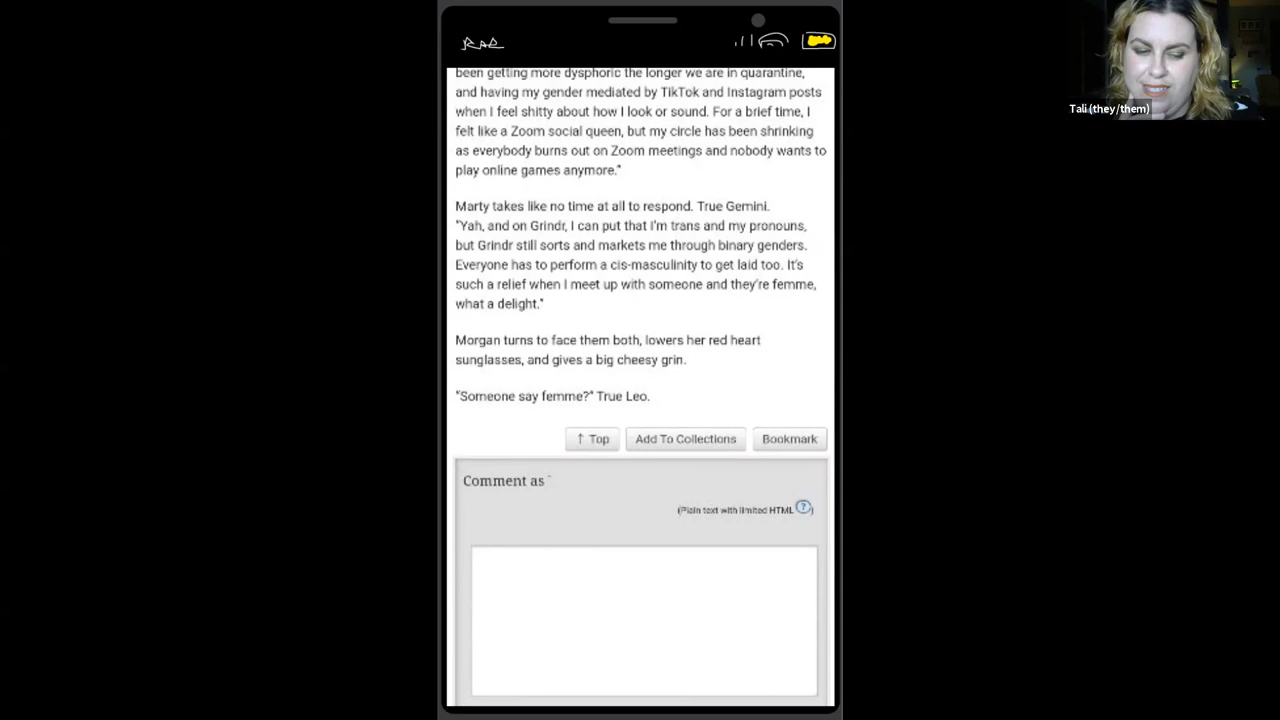 RAR
been getting more dysphoric the longer we are in quarantine,
and having my gender mediated by TikTok and Instagram posts
when I feel shitty about how I look or sound. For a brief time, I
felt like a Zoom social queen, but my circle has been shrinking
as everybody burns out on Zoom meetings and nobody wants to
play online games anymore."
Marty takes like no time at all to respond. True Gemini.
"Yah, and on Grindr, I can put that I'm trans and my pronouns,
but Grindr still sorts and markets me through binary genders.
Everyone has to perform a cis-masculinity to get laid too. It's
such a relief when I meet up with someone and they're femme,
what a delight."
Morgan turns to face them both, lowers her red heart
sunglasses, and gives a big cheesy grin.
"Someone say femme?" True Leo.
↑ Top Add To Collections Bookmark
Comment as
(Plain text with limited HTML ?)
Tali (they/them)